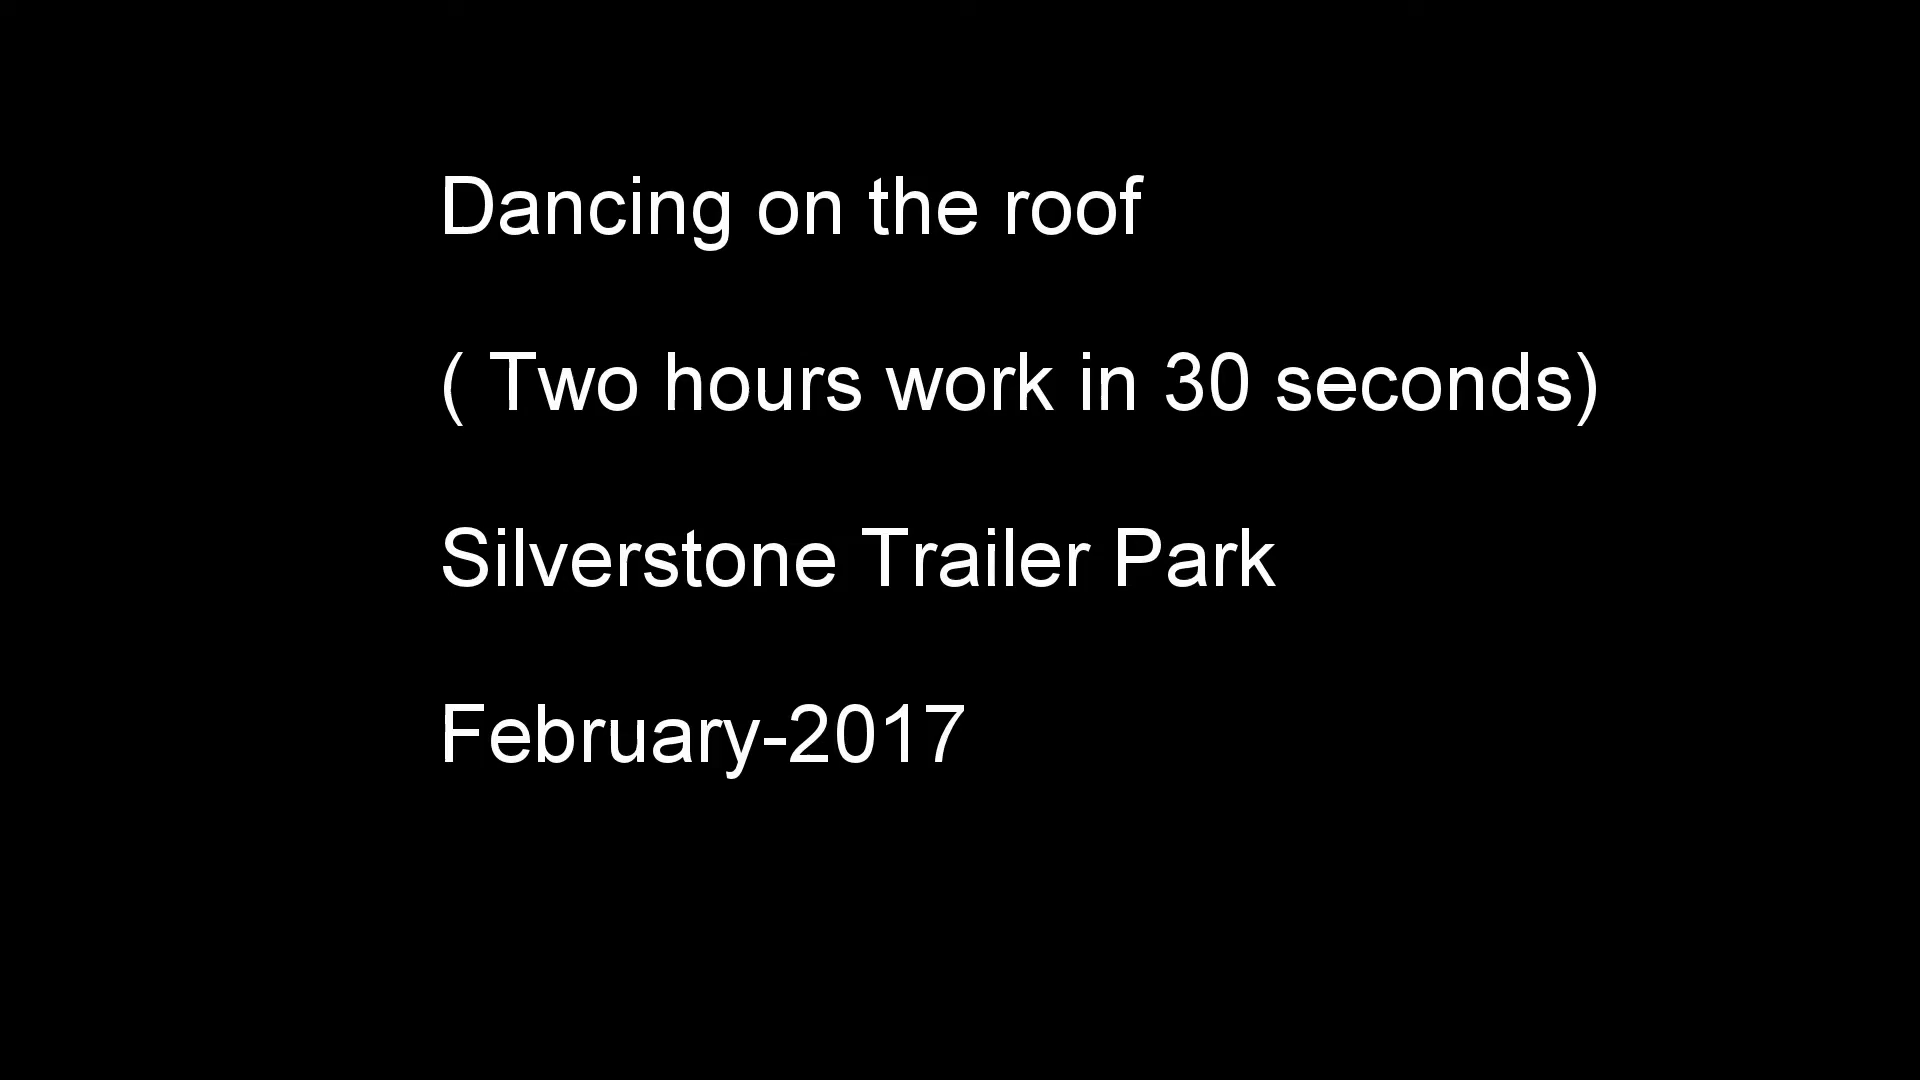 Dancing on the roof
( Two hours work in 30 seconds)
Silverstone Trailer Park
February-2017